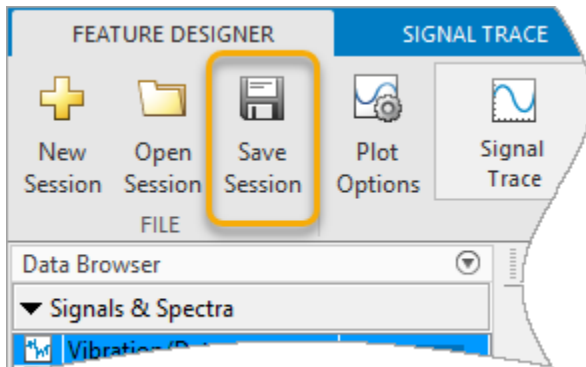 FEATURE DESIGNER SIGNAL TRACE
New Session
Open Session
Save Session
Plot Options
Signal Trace
FILE
Data Browser
Signals & Spectra
Vibration